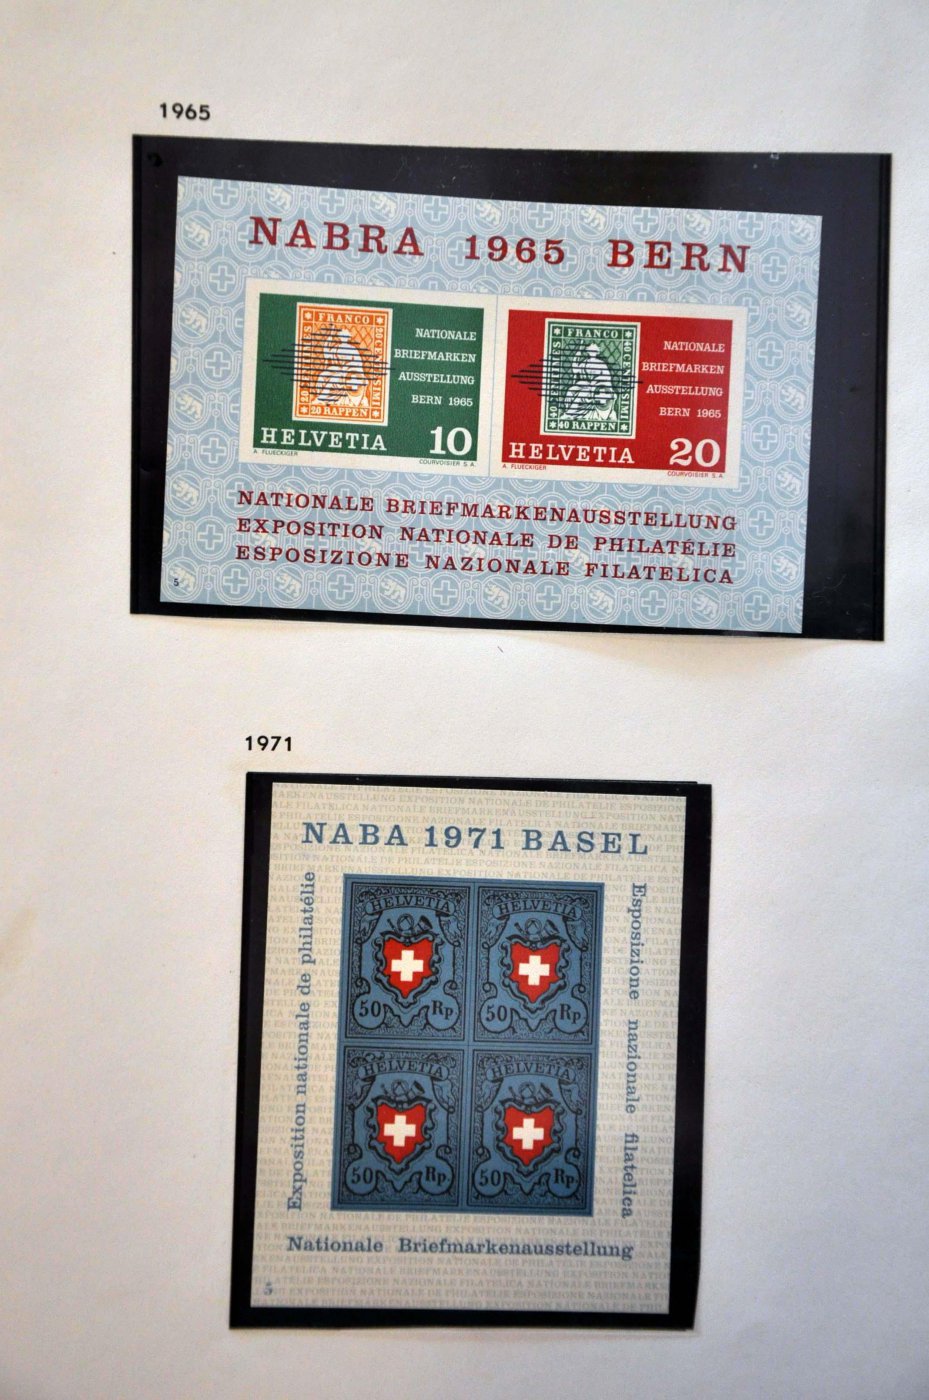 1965
NABRA 1965 BERN
FRANCO
20 RAPPEN
NATIONALE
BRIEFMARKEN
AUSSTELLUNG
BERN 1965
HELVETIA 10
A. FLUECKIGER
COURVOISIER S.A.
FRANCO
40 RAPPEN
NATIONALE
BRIEFMARKEN
AUSSTELLUNG
BERN 1965
HELVETIA 20
A. FLUECKIGER
COURVOISIER S.A.
NATIONALE BRIEFMARKENAUSSTELLUNG
EXPOSITION NATIONALE DE PHILATÉLIE
ESPOSIZIONE NAZIONALE FILATELICA
5
1971
NABA 1971 BASEL
Exposition nationale de philatélie
HELVETIA
50 Rp
HELVETIA
50 Rp
HELVETIA
50 Rp
HELVETIA
50 Rp
Esposizione nazionale filatelica
Nationale Briefmarkenausstellung
5